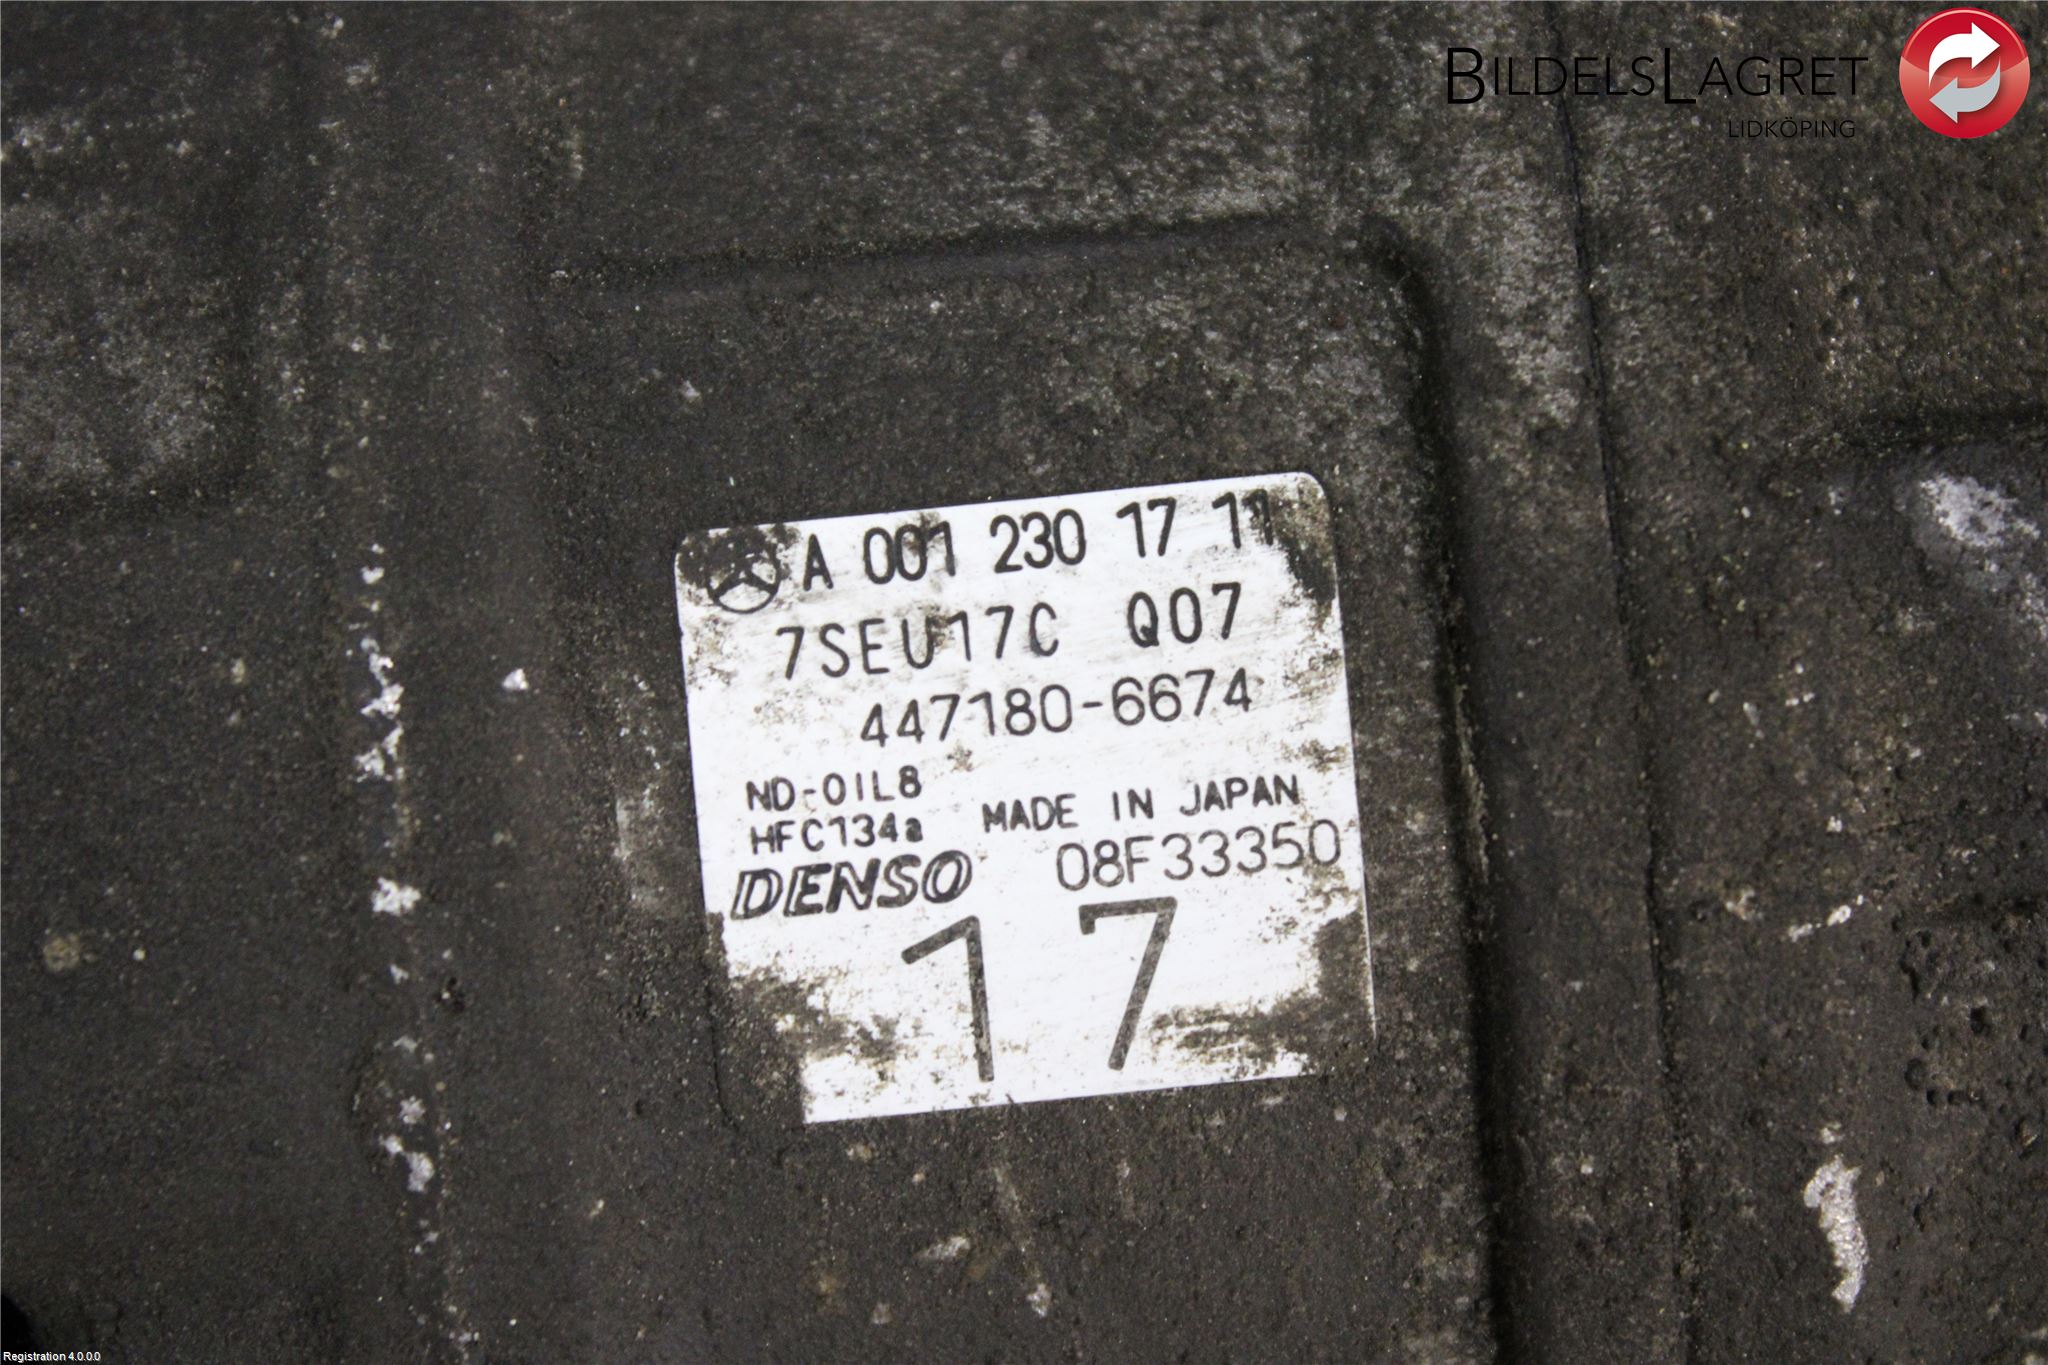 BILDELSLAGRET
LIDKÖPING
A 001 230 17 11
7SEU17C Q07
447180-6674
ND-OIL8
HFC134a MADE IN JAPAN
DENSO 08F33350
17
Registration 4.0.0.0